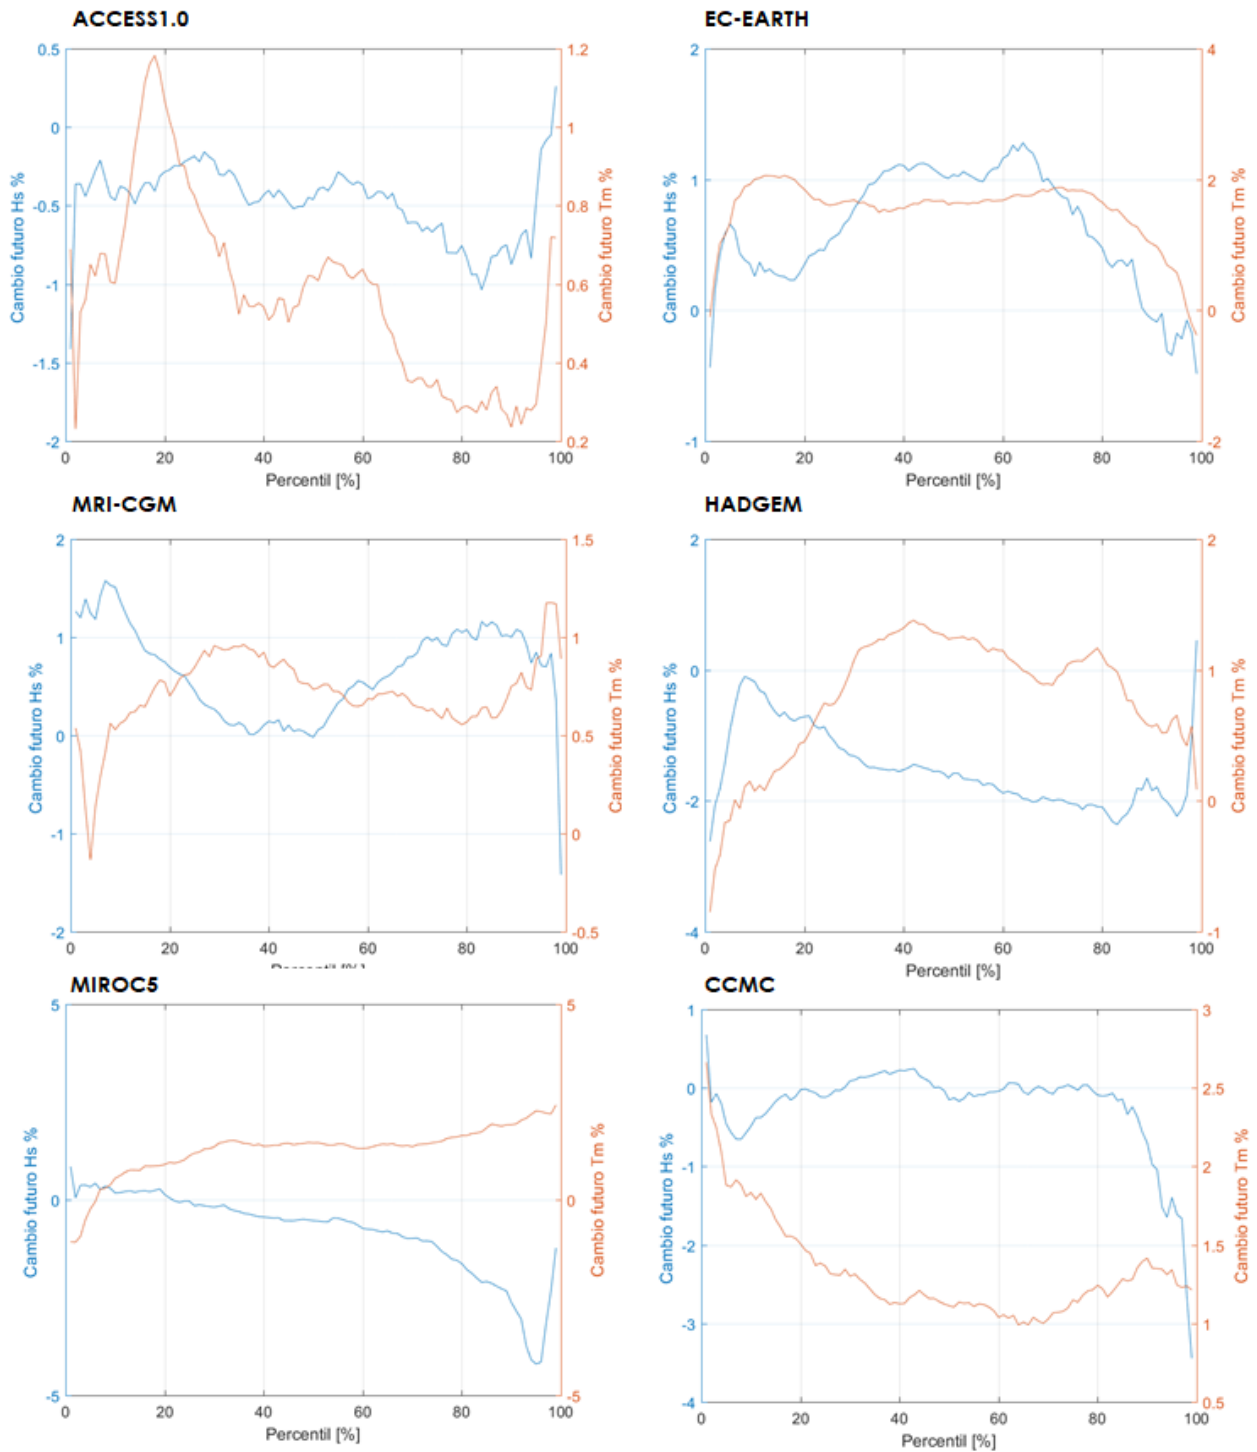 ACCESS1.0
0.5
0
-0.5
-1
-1.5
-2
Cambio futuro Hs %
1.2
1
0.8
0.6
0.4
0.2
Cambio futuro Tm %
0 20 40 60 80 100
Percentil [%]
EC-EARTH
2
1
0
-1
Cambio futuro Hs %
4
2
0
-2
Cambio futuro Tm %
0 20 40 60 80 100
Percentil [%]
MRI-CGM
2
1
0
-1
-2
Cambio futuro Hs %
1.5
1
0.5
0
-0.5
Cambio futuro Tm %
0 20 40 60 80 100
Percentil [%]
HADGEM
2
0
-2
-4
Cambio futuro Hs %
2
1
0
-1
Cambio futuro Tm %
0 20 40 60 80 100
Percentil [%]
MIROC5
5
0
-5
Cambio futuro Hs %
5
0
-5
Cambio futuro Tm %
0 20 40 60 80 100
Percentil [%]
CCMC
1
0
-1
-2
-3
-4
Cambio futuro Hs %
3
2.5
2
1.5
1
0.5
Cambio futuro Tm %
0 20 40 60 80 100
Percentil [%]